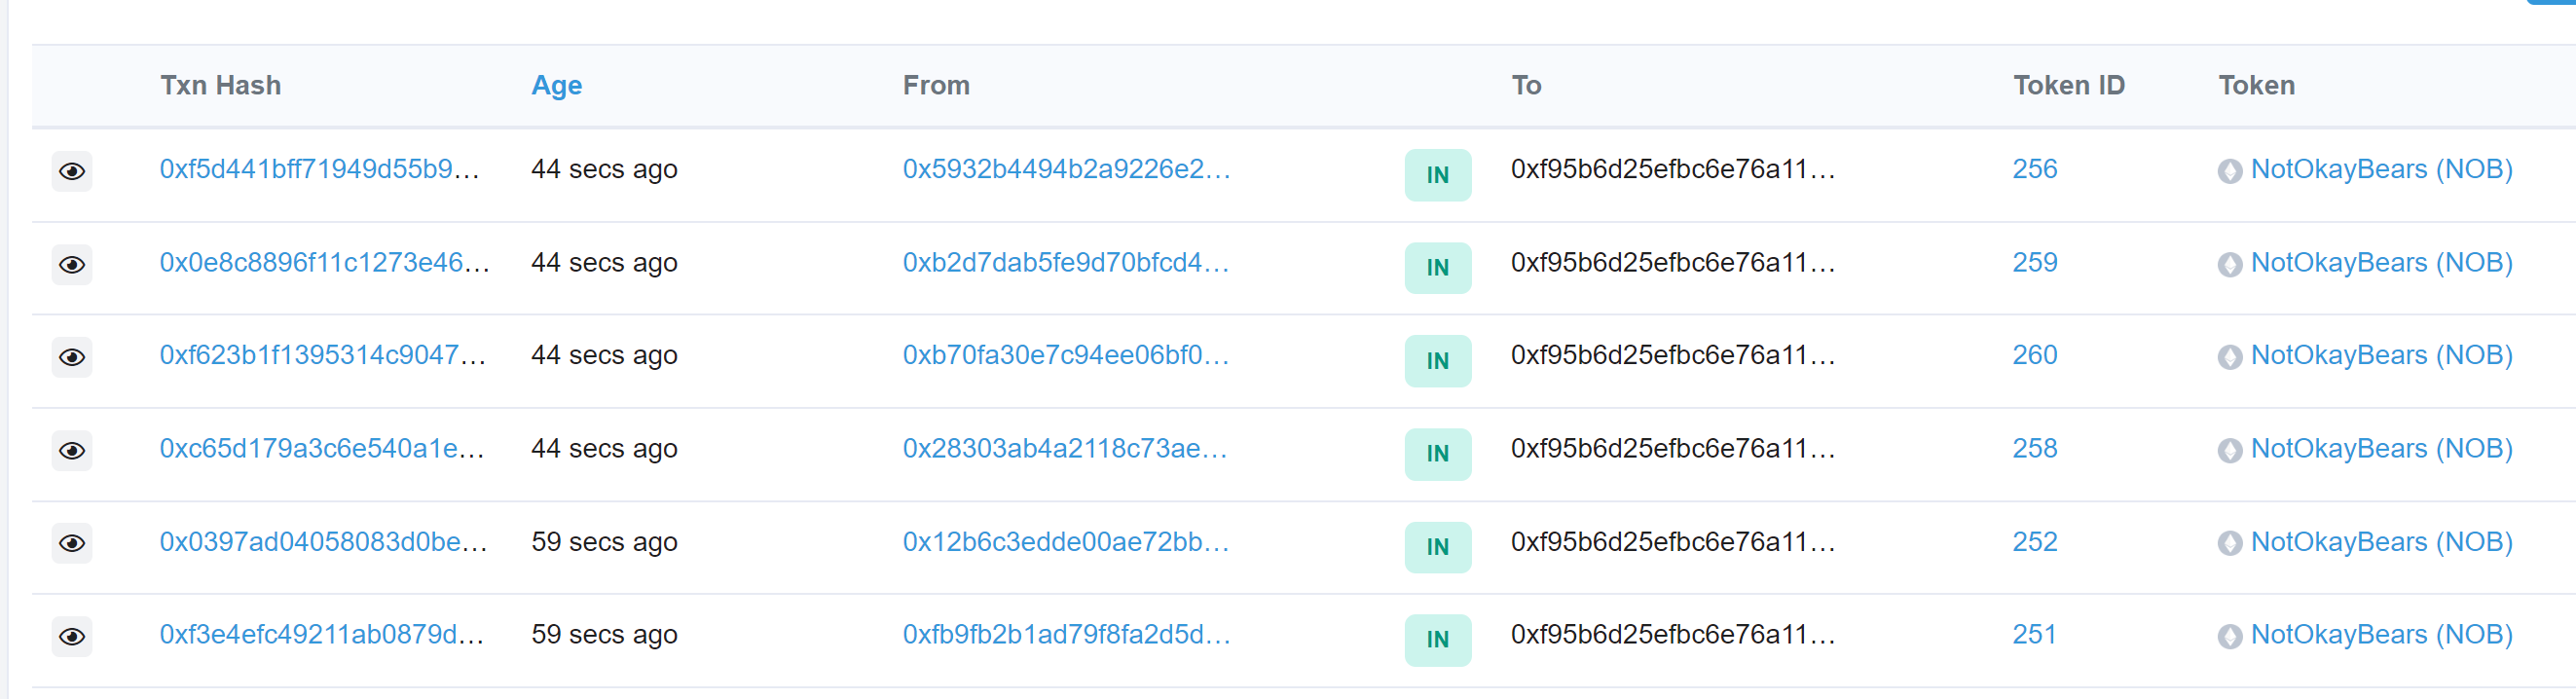 Txn Hash Age From To Token ID Token
0xf5d441bff71949d55b9... 44 secs ago 0x5932b4494b2a9226e2... IN 0xf95b6d25efbc6e76a11... 256 NotOkayBears (NOB)
0x0e8c8896f11c1273e46... 44 secs ago 0xb2d7dab5fe9d70bfcd4... IN 0xf95b6d25efbc6e76a11... 259 NotOkayBears (NOB)
0xf623b1f1395314c9047... 44 secs ago 0xb70fa30e7c94ee06bf0... IN 0xf95b6d25efbc6e76a11... 260 NotOkayBears (NOB)
0xc65d179a3c6e540a1e... 44 secs ago 0x28303ab4a2118c73ae... IN 0xf95b6d25efbc6e76a11... 258 NotOkayBears (NOB)
0x0397ad04058083d0be... 59 secs ago 0x12b6c3edde00ae72bb... IN 0xf95b6d25efbc6e76a11... 252 NotOkayBears (NOB)
0xf3e4efc49211ab0879d... 59 secs ago 0xfb9fb2b1ad79f8fa2d5d... IN 0xf95b6d25efbc6e76a11... 251 NotOkayBears (NOB)